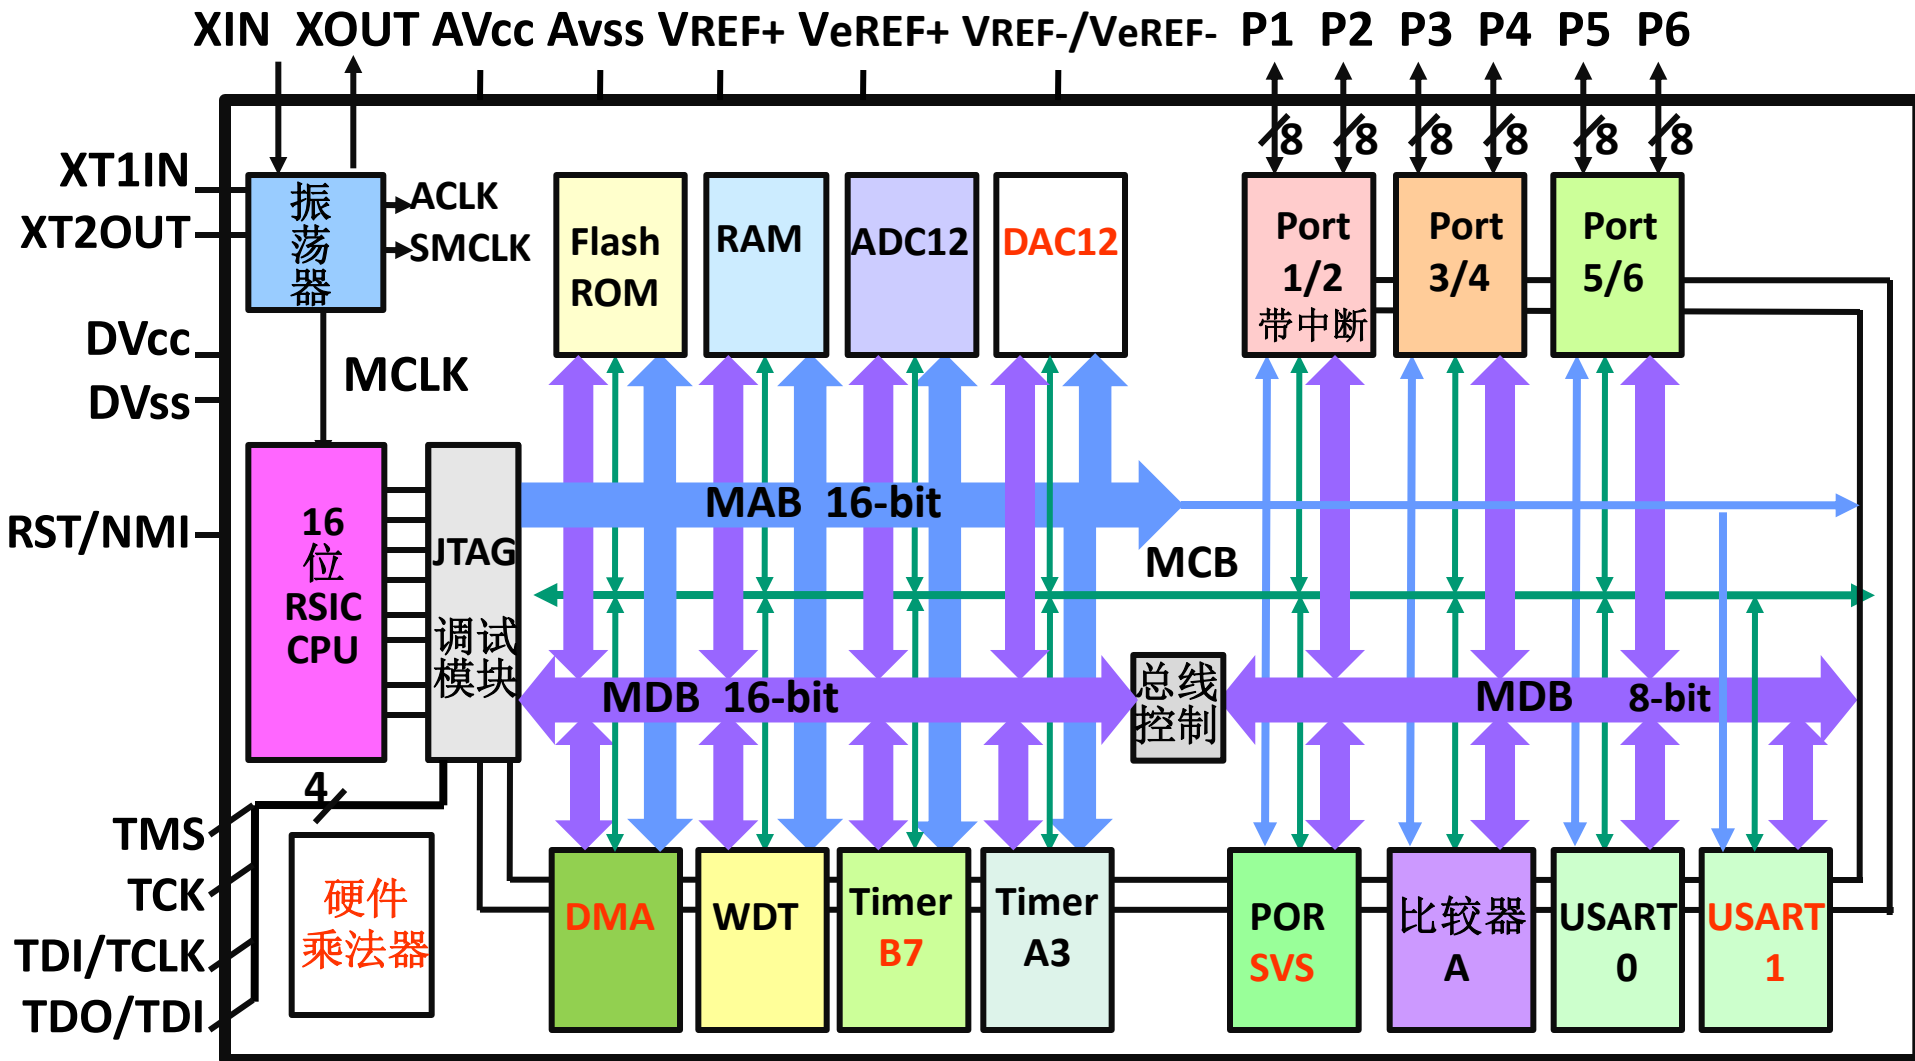 XIN XOUT AVcc Avss VREF+ VeREF+ VREF-/VeREF- P1 P2 P3 P4 P5 P6
8 8 8 8 8 8
XT1IN
XT2OUT
DVcc
DVss
RST/NMI
TMS
TCK
TDI/TCLK
TDO/TDI
振
荡
器
ACLK
SMCLK
MCLK
Flash
ROM
RAM
ADC12
DAC12
Port
1/2
带中断
Port
3/4
Port
5/6
16
位
RSIC
CPU
JTAG
调试
模块
MAB 16-bit
MCB
MDB 16-bit
总线
控制
MDB 8-bit
4
硬件
乘法器
DMA
WDT
Timer
B7
Timer
A3
POR
SVS
比较器
A
USART
0
USART
1